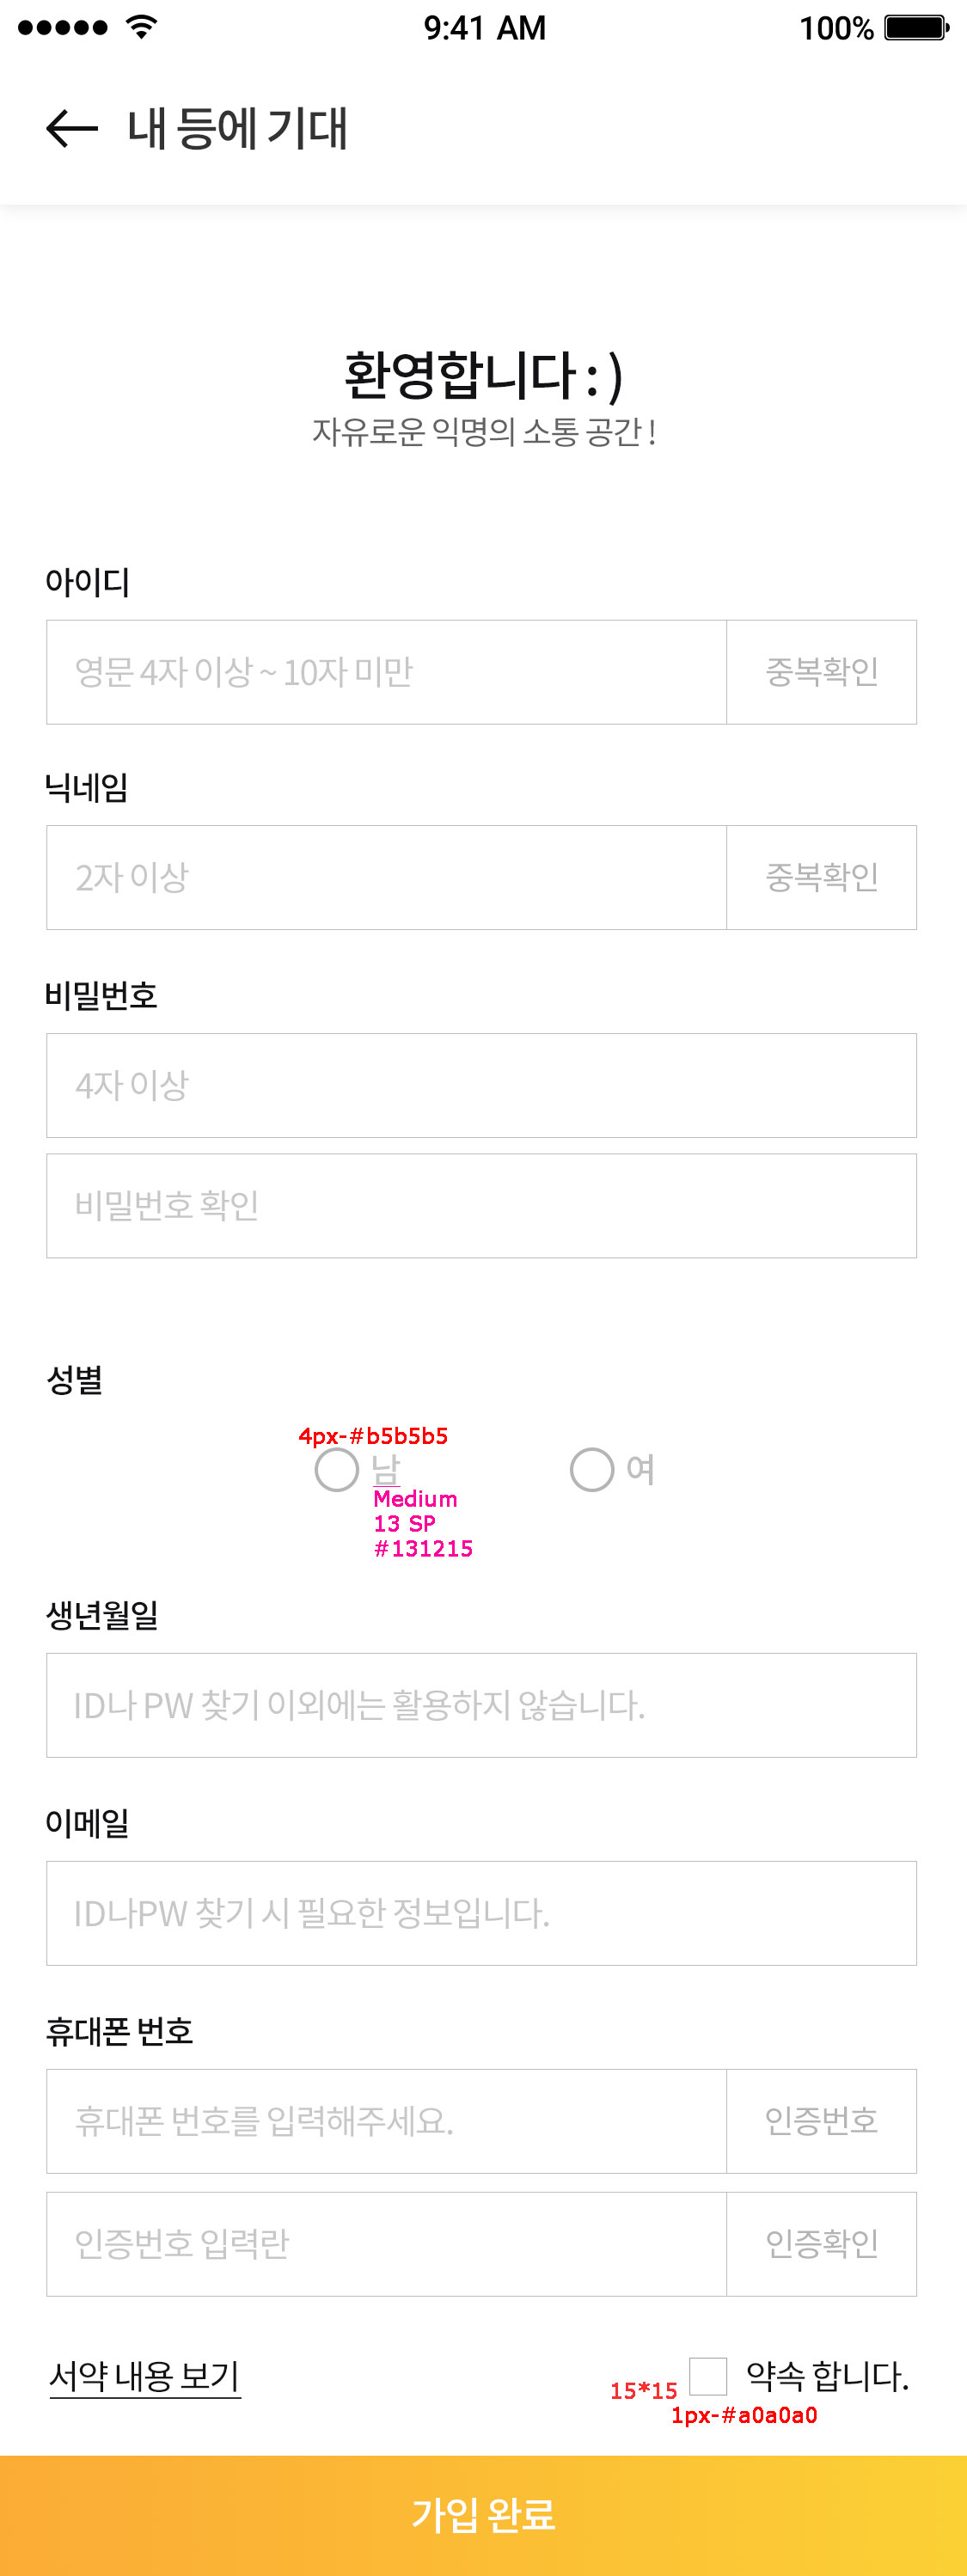 9:41 AM
100%
내 등에 기대
환영합니다 : )
자유로운 익명의 소통 공간 !
아이디
영문 4자 이상 ~ 10자 미만
중복확인
닉네임
2자 이상
중복확인
비밀번호
4자 이상
비밀번호 확인
성별
4px-#b5b5b5
남
여
Medium
13 SP
#131215
생년월일
ID나 PW 찾기 이외에는 활용하지 않습니다.
이메일
ID나PW 찾기 시 필요한 정보입니다.
휴대폰 번호
휴대폰 번호를 입력해주세요.
인증번호
인증번호 입력란
인증확인
서약 내용 보기
15*15
약속 합니다.
1px-#a0a0a0
가입 완료